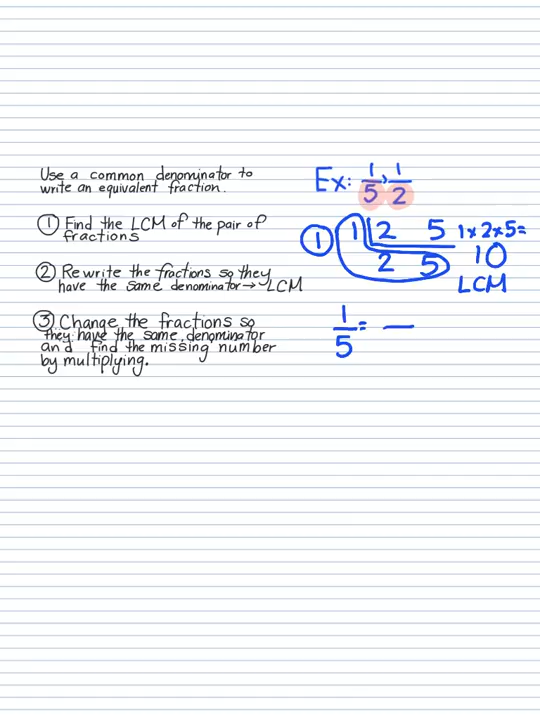 Use a common denominator to
write an equivalent fraction.
① Find the LCM of the pair of
fractions
② Rewrite the fractions so they
have the same denominator → LCM
③ Change the fractions so
they have the same denominator
and find the missing number
by multiplying.
Ex: 1/5, 1/2
① 1 2 5 1x2x5=
2 5 10
LCM
1/5 = —